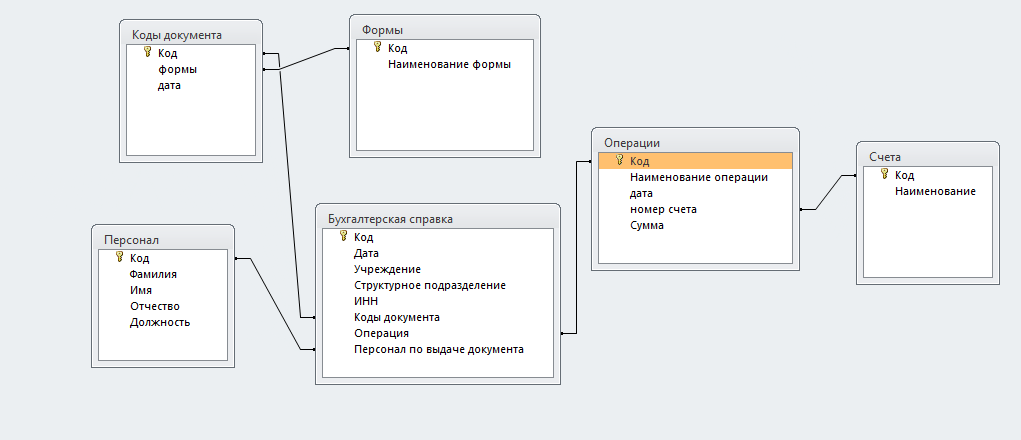 Коды документа
Код
формы
дата
Формы
Код
Наименование формы
Операции
Код
Наименование операции
дата
номер счета
Сумма
Счета
Код
Наименование
Персонал
Код
Фамилия
Имя
Отчество
Должность
Бухгалтерская справка
Код
Дата
Учреждение
Структурное подразделение
ИНН
Коды документа
Операция
Персонал по выдаче документа